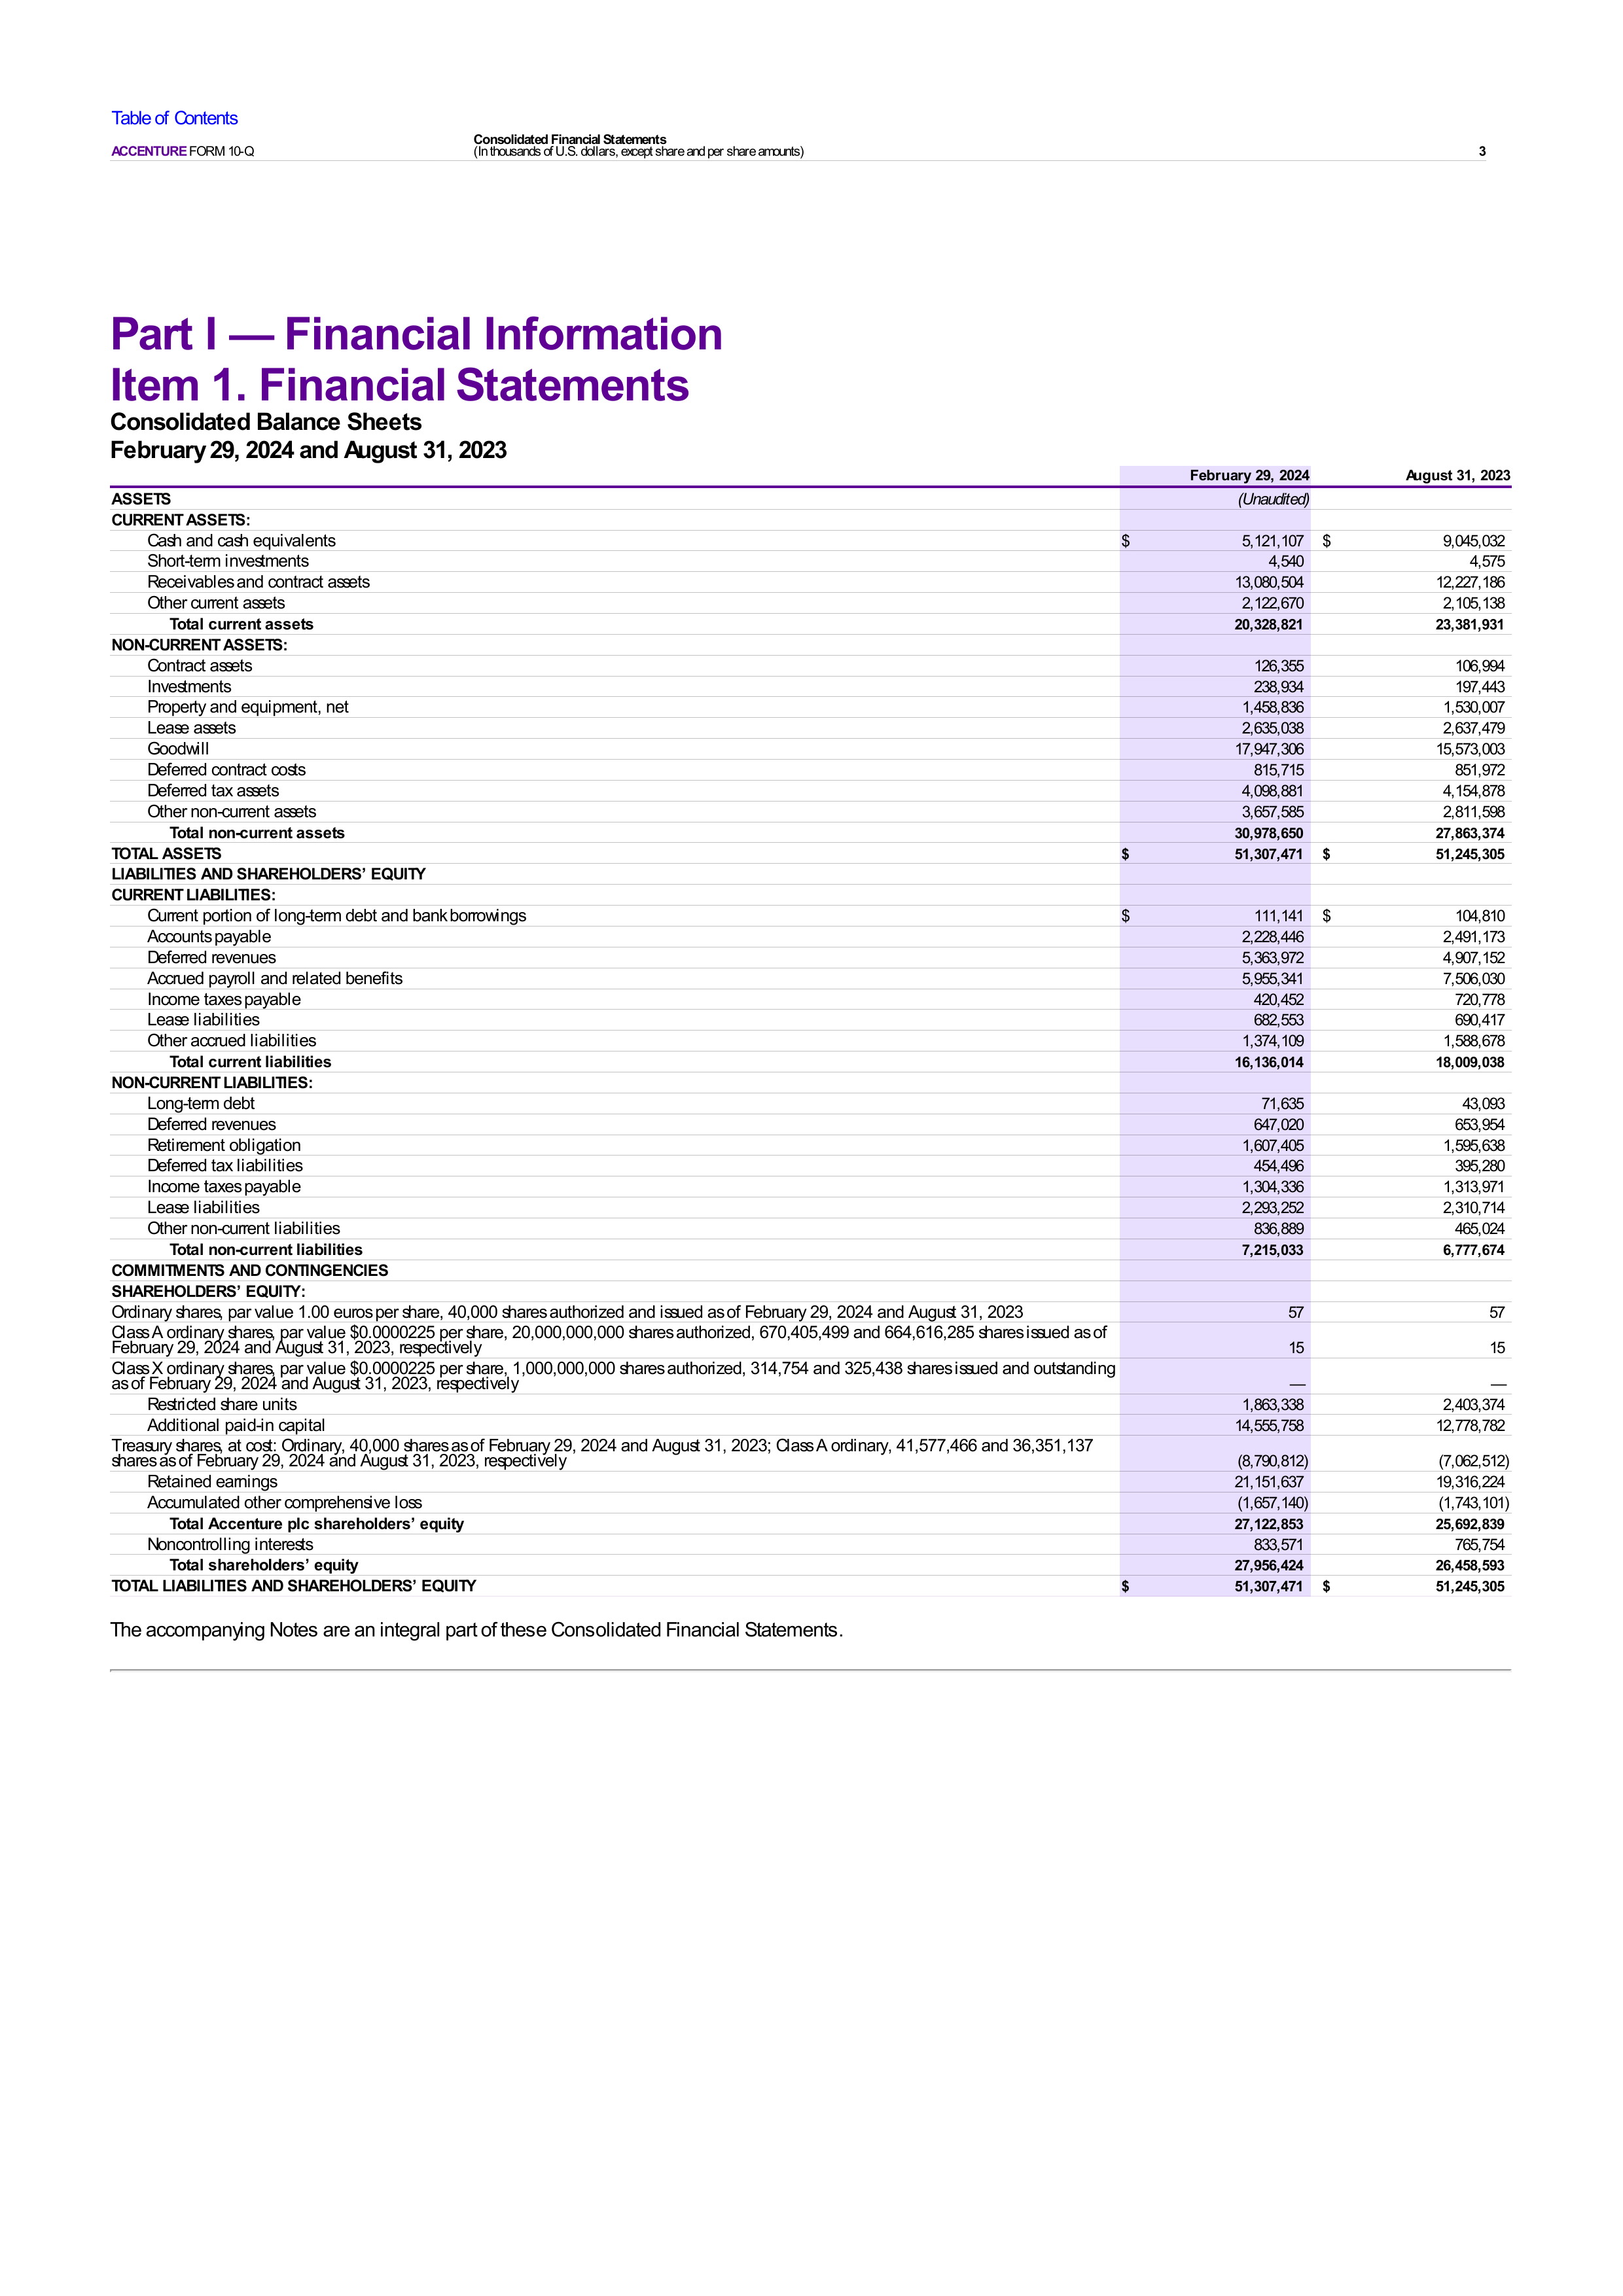 Table of Contents
Consolidated Financial Statements
ACCENTURE FORM 10-Q (In thousands of U.S. dollars, except share and per share amounts) 3
Part I — Financial Information
Item 1. Financial Statements
Consolidated Balance Sheets
February 29, 2024 and August 31, 2023
February 29, 2024 August 31, 2023
ASSETS (Unaudited)
CURRENT ASSETS:
Cash and cash equivalents $ 5,121,107 $ 9,045,032
Short-term investments 4,540 4,575
Receivables and contract assets 13,080,504 12,227,186
Other current assets 2,122,670 2,105,138
Total current assets 20,328,821 23,381,931
NON-CURRENT ASSETS:
Contract assets 126,355 106,994
Investments 238,934 197,443
Property and equipment, net 1,458,836 1,530,007
Lease assets 2,635,038 2,637,479
Goodwill 17,947,306 15,573,003
Deferred contract costs 815,715 851,972
Deferred tax assets 4,098,881 4,154,878
Other non-current assets 3,657,585 2,811,598
Total non-current assets 30,978,650 27,863,374
TOTAL ASSETS $ 51,307,471 $ 51,245,305
LIABILITIES AND SHAREHOLDERS’ EQUITY
CURRENT LIABILITIES:
Current portion of long-term debt and bank borrowings $ 111,141 $ 104,810
Accounts payable 2,228,446 2,491,173
Deferred revenues 5,363,972 4,907,152
Accrued payroll and related benefits 5,955,341 7,506,030
Income taxes payable 420,452 720,778
Lease liabilities 682,553 690,417
Other accrued liabilities 1,374,109 1,588,678
Total current liabilities 16,136,014 18,009,038
NON-CURRENT LIABILITIES:
Long-term debt 71,635 43,093
Deferred revenues 647,020 653,954
Retirement obligation 1,607,405 1,595,638
Deferred tax liabilities 454,496 395,280
Income taxes payable 1,304,336 1,313,971
Lease liabilities 2,293,252 2,310,714
Other non-current liabilities 836,889 465,024
Total non-current liabilities 7,215,033 6,777,674
COMMITMENTS AND CONTINGENCIES
SHAREHOLDERS’ EQUITY:
Ordinary shares, par value 1.00 euros per share, 40,000 shares authorized and issued as of February 29, 2024 and August 31, 2023 57 57
Class A ordinary shares, par value $0.0000225 per share, 20,000,000,000 shares authorized, 670,405,499 and 664,616,285 shares issued as of
February 29, 2024 and August 31, 2023, respectively 15 15
Class X ordinary shares, par value $0.0000225 per share, 1,000,000,000 shares authorized, 314,754 and 325,438 shares issued and outstanding
as of February 29, 2024 and August 31, 2023, respectively — —
Restricted share units 1,863,338 2,403,374
Additional paid-in capital 14,555,758 12,778,782
Treasury shares, at cost: Ordinary, 40,000 shares as of February 29, 2024 and August 31, 2023; Class A ordinary, 41,577,466 and 36,351,137
shares as of February 29, 2024 and August 31, 2023, respectively (8,790,812) (7,062,512)
Retained earnings 21,151,637 19,316,224
Accumulated other comprehensive loss (1,657,140) (1,743,101)
Total Accenture plc shareholders’ equity 27,122,853 25,692,839
Noncontrolling interests 833,571 765,754
Total shareholders’ equity 27,956,424 26,458,593
TOTAL LIABILITIES AND SHAREHOLDERS’ EQUITY $ 51,307,471 $ 51,245,305
The accompanying Notes are an integral part of these Consolidated Financial Statements.